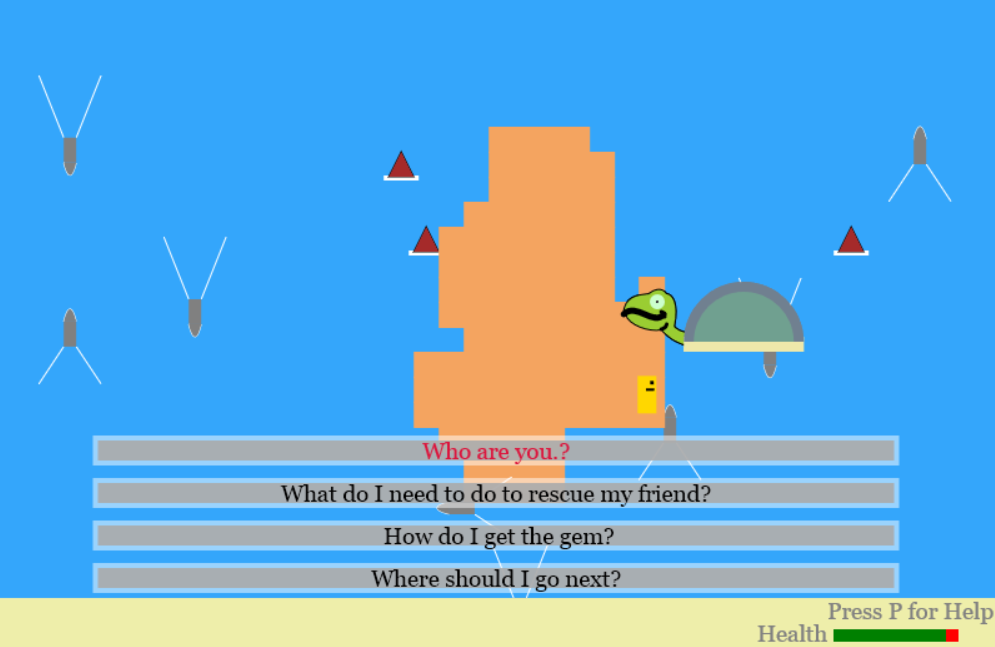 Who are you.?
What do I need to do to rescue my friend?
How do I get the gem?
Where should I go next?
Press P for Help
Health